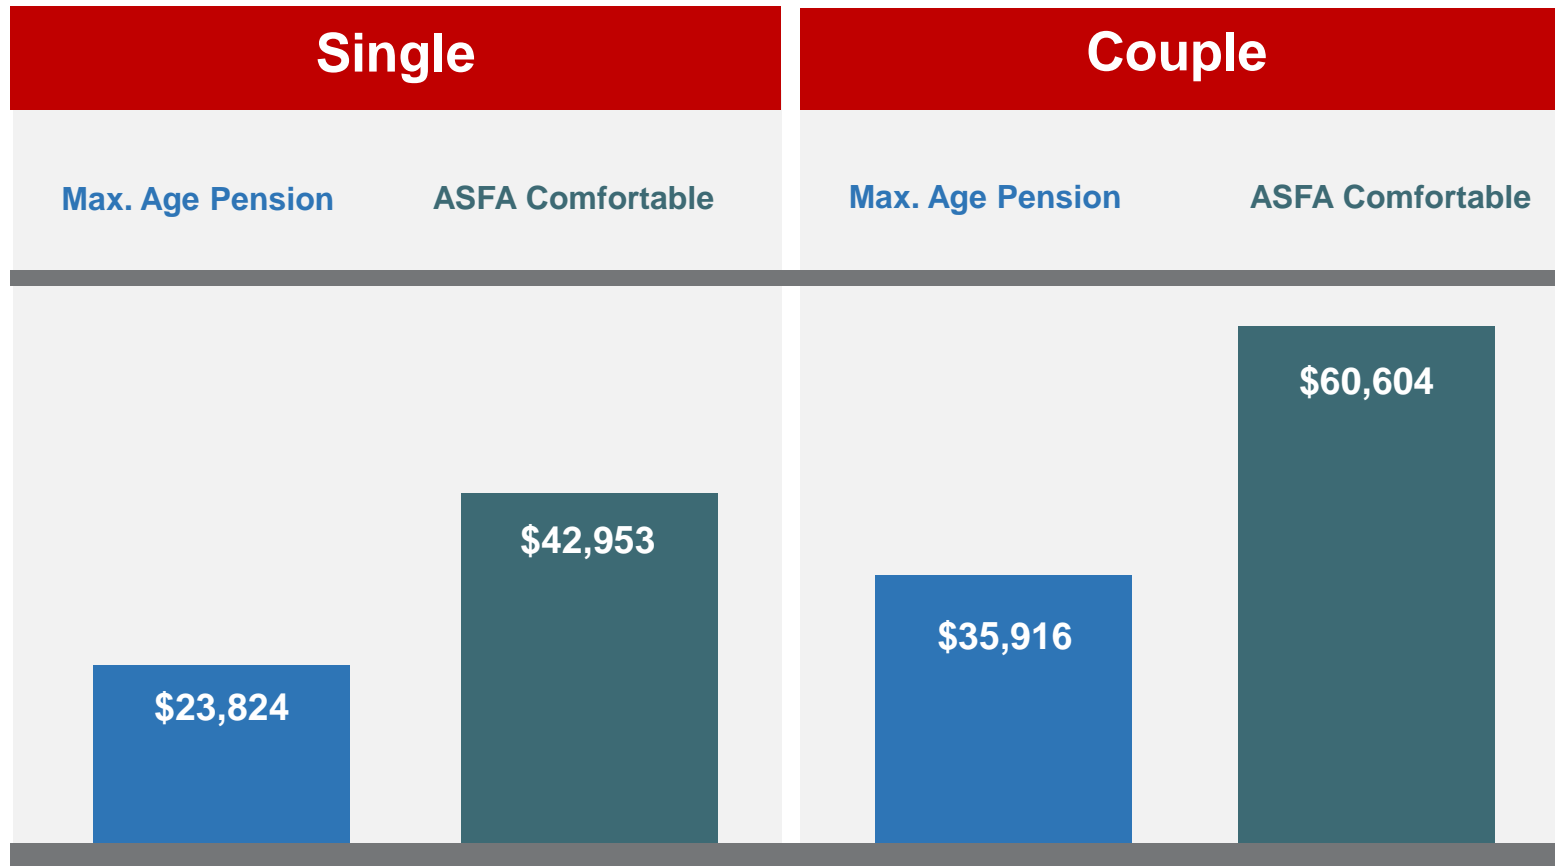 Single
Couple
Max. Age Pension
ASFA Comfortable
Max. Age Pension
ASFA Comfortable
$23,824
$42,953
$35,916
$60,604